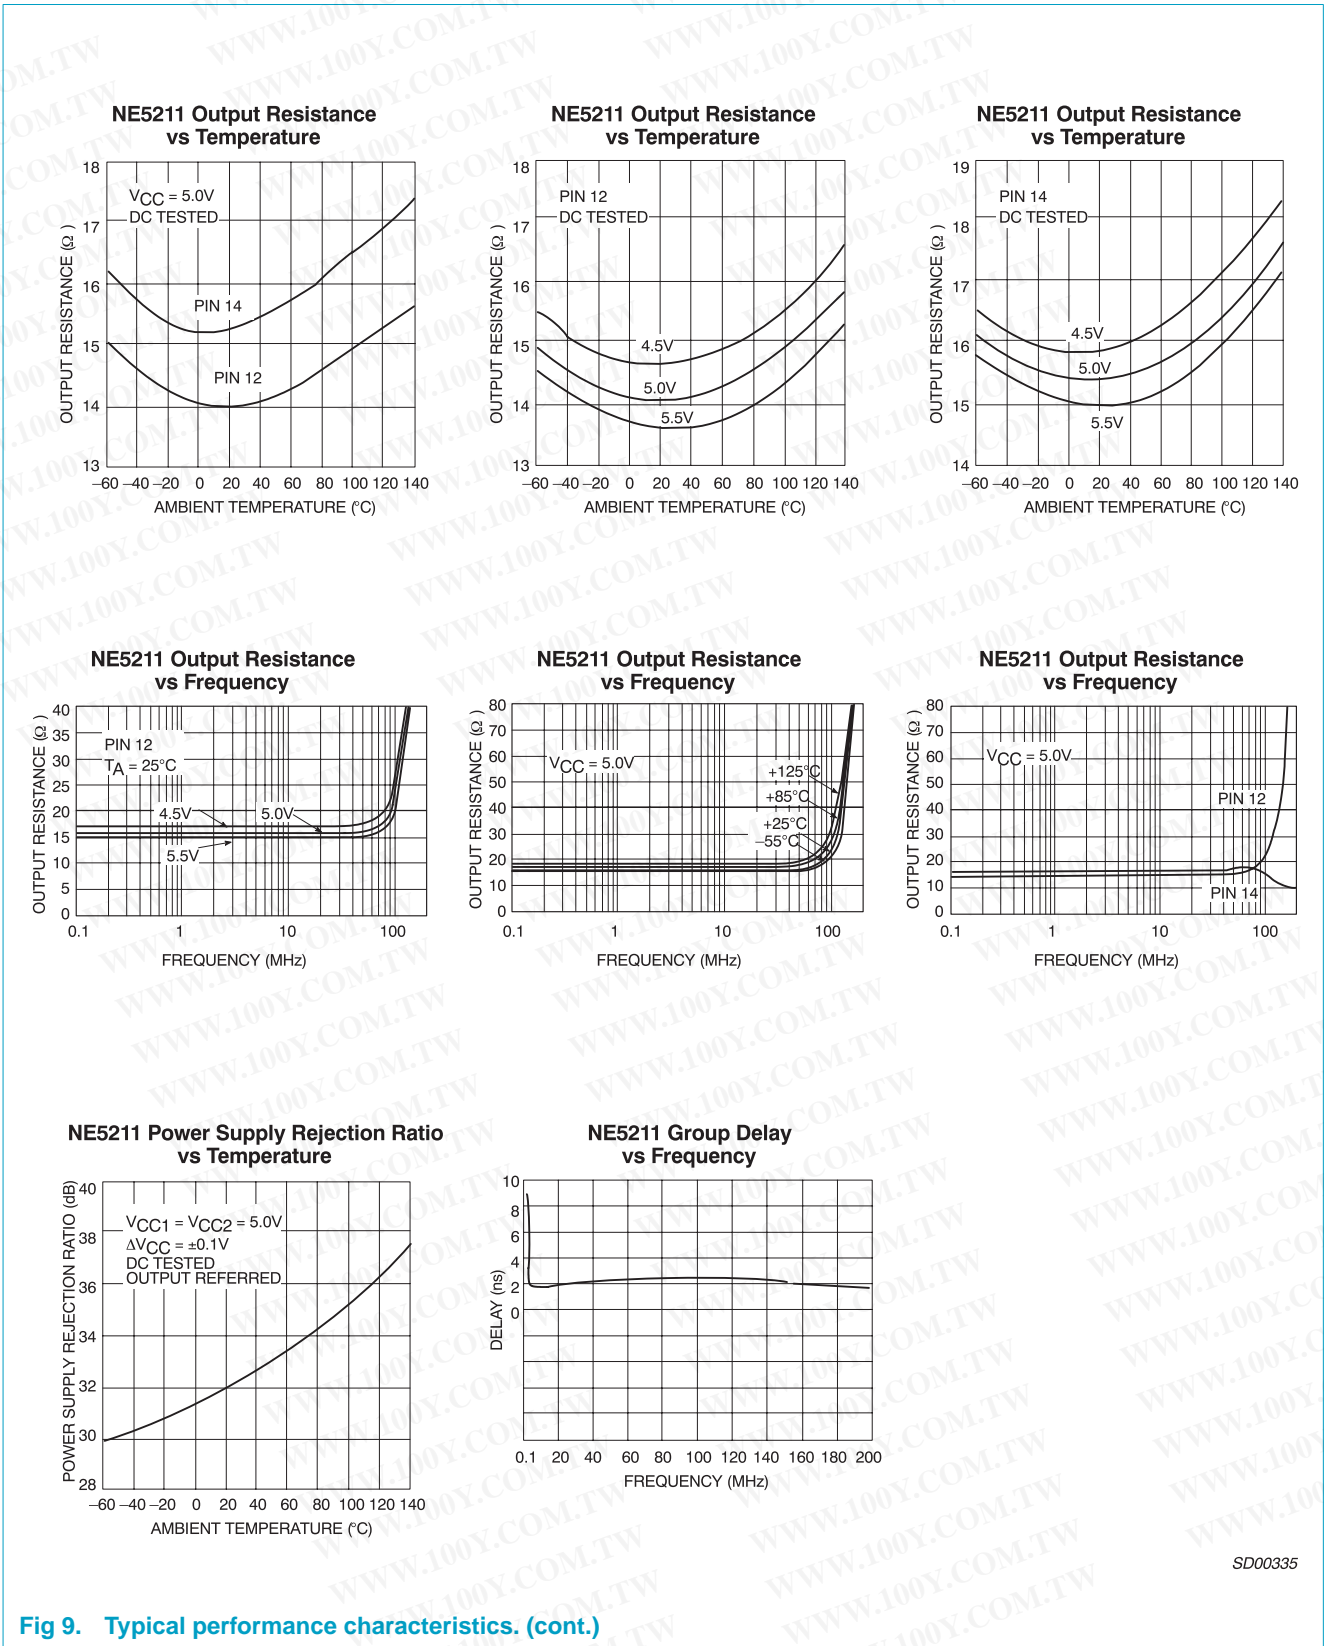 NE5211 Output Resistance
vs Temperature
18
17
16
15
14
13
OUTPUT RESISTANCE (Ω)
VCC = 5.0V
DC TESTED
PIN 14
PIN 12
–60 –40 –20 0 20 40 60 80 100 120 140
AMBIENT TEMPERATURE (°C)
NE5211 Output Resistance
vs Temperature
18
17
16
15
14
13
OUTPUT RESISTANCE (Ω)
PIN 12
DC TESTED
4.5V
5.0V
5.5V
–60 –40 –20 0 20 40 60 80 100 120 140
AMBIENT TEMPERATURE (°C)
NE5211 Output Resistance
vs Temperature
19
18
17
16
15
14
OUTPUT RESISTANCE (Ω)
PIN 14
DC TESTED
4.5V
5.0V
5.5V
–60 –40 –20 0 20 40 60 80 100 120 140
AMBIENT TEMPERATURE (°C)
NE5211 Output Resistance
vs Frequency
40
35
30
25
20
15
10
5
0
OUTPUT RESISTANCE (Ω)
PIN 12
TA = 25°C
4.5V
5.0V
5.5V
0.1 1 10 100
FREQUENCY (MHz)
NE5211 Output Resistance
vs Frequency
80
70
60
50
40
30
20
10
0
OUTPUT RESISTANCE (Ω)
VCC = 5.0V
+125°C
+85°C
+25°C
–55°C
0.1 1 10 100
FREQUENCY (MHz)
NE5211 Output Resistance
vs Frequency
80
70
60
50
40
30
20
10
0
OUTPUT RESISTANCE (Ω)
VCC = 5.0V
PIN 12
PIN 14
0.1 1 10 100
FREQUENCY (MHz)
NE5211 Power Supply Rejection Ratio
vs Temperature
40
38
36
34
32
30
28
POWER SUPPLY REJECTION RATIO (dB)
VCC1 = VCC2 = 5.0V
ΔVCC = ±0.1V
DC TESTED
OUTPUT REFERRED
–60 –40 –20 0 20 40 60 80 100 120 140
AMBIENT TEMPERATURE (°C)
NE5211 Group Delay
vs Frequency
10
8
6
4
2
0
DELAY (ns)
0.1 20 40 60 80 100 120 140 160 180 200
FREQUENCY (MHz)
SD00335
Fig 9. Typical performance characteristics. (cont.)
WWW.100Y.COM.TW